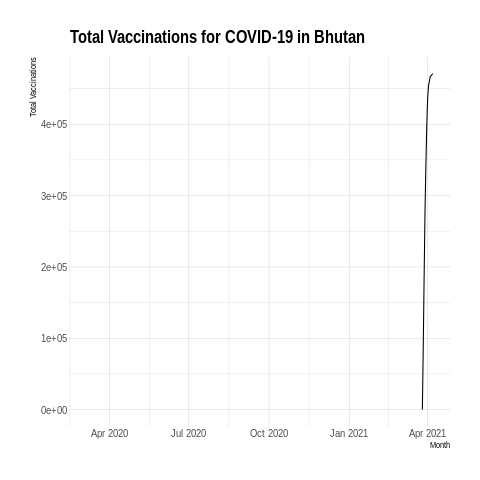 Total Vaccinations for COVID-19 in Bhutan
Total Vaccinations
4e+05
3e+05
2e+05
1e+05
0e+00
Apr 2020 Jul 2020 Oct 2020 Jan 2021 Apr 2021
Month